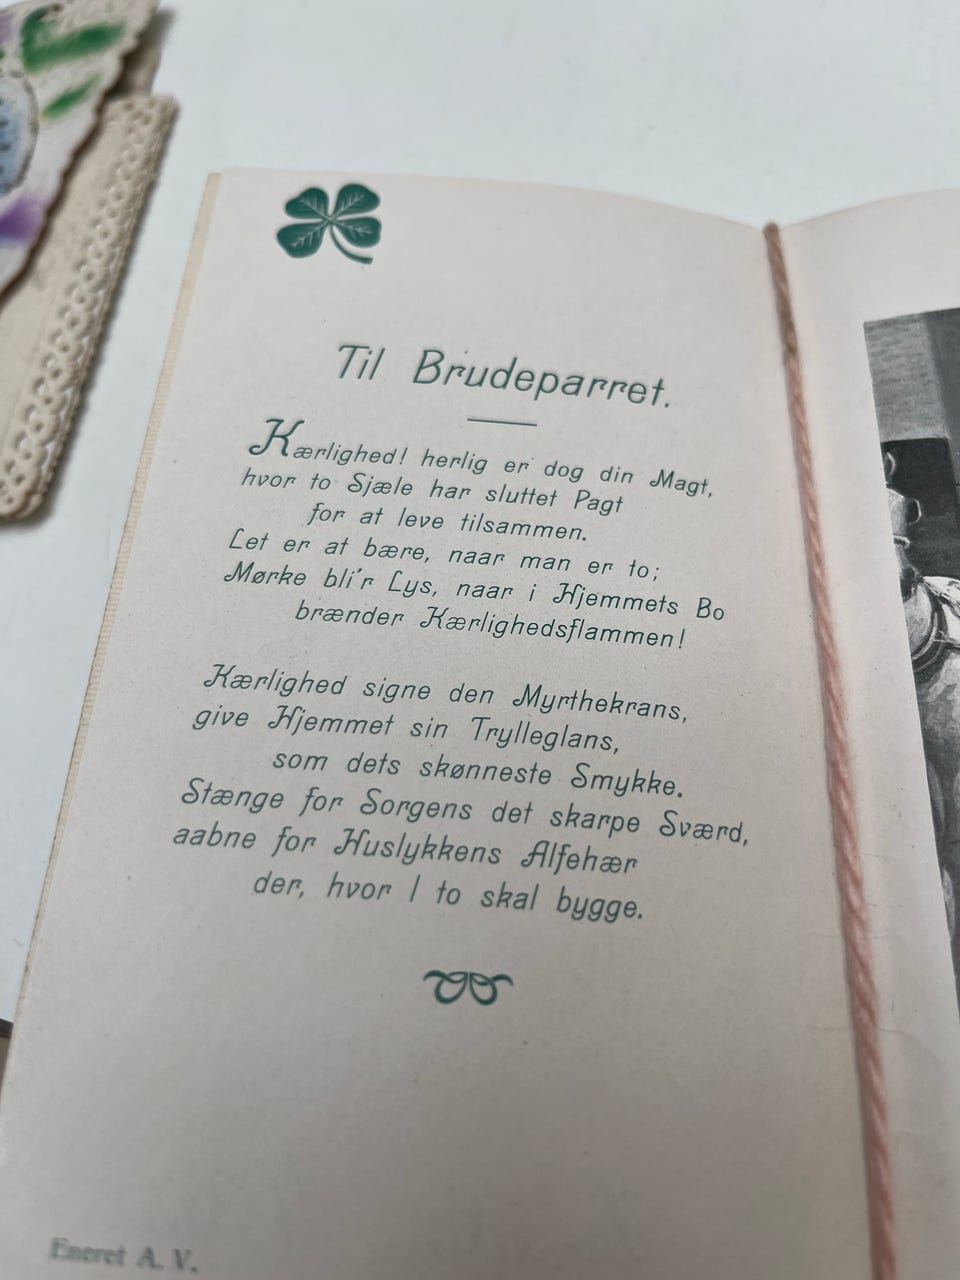 Til Brudeparret.
Kærlighed! herlig er dog din Magt,
hvor to Sjæle har sluttet Pagt
for at leve tilsammen.
Let er at bære, naar man er to;
Mørke bli'r Lys, naar i Hjemmets Bo
brænder Kærlighedsflammen!
Kærlighed signe den Myrthekrans,
give Hjemmet sin Trylleglans,
som dets skønneste Smykke.
Stænge for Sorgens det skarpe Sværd,
aabne for Huslykkens Alfehær
der, hvor I to skal bygge.
Eneret A. V.